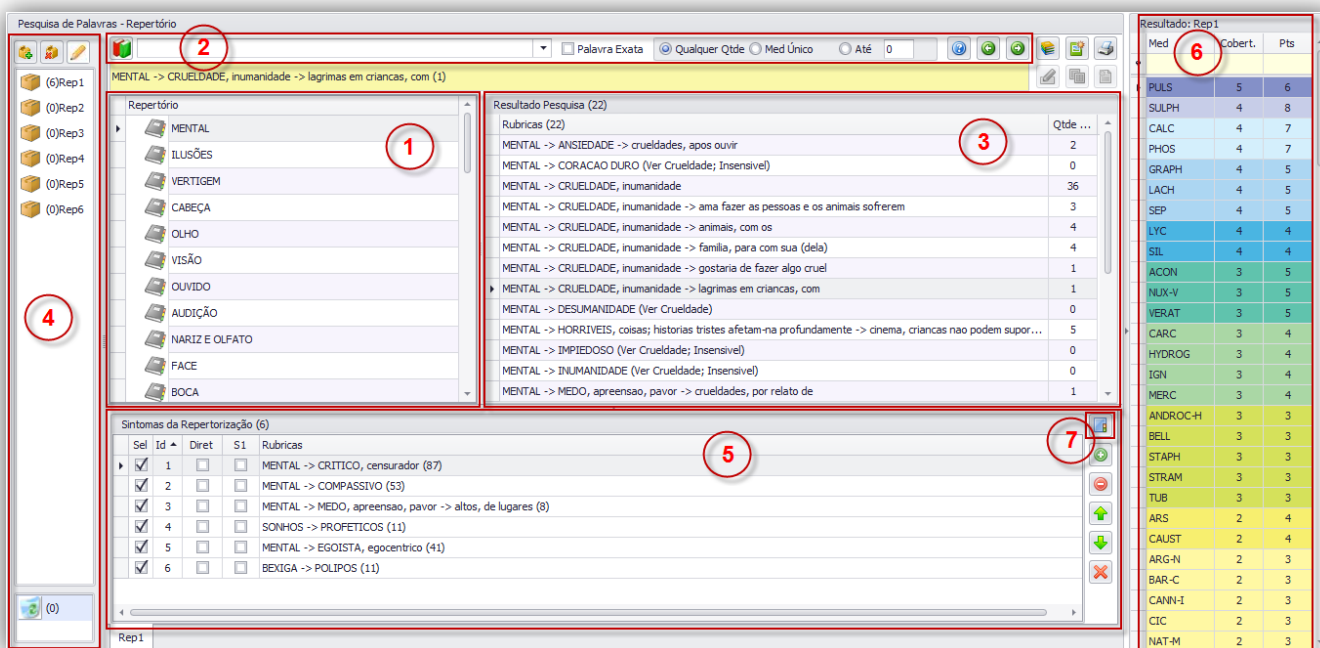 Pesquisa de Palavras - Repertório
2
Palavra Exata Qualquer Qtde Med Único Até 0
MENTAL -> CRUELDADE, inumanidade -> lagrimas em criancas, com (1)
(6)Rep1
(0)Rep2
(0)Rep3
(0)Rep4
(0)Rep5
(0)Rep6
4
(0)
Repertório
1
MENTAL
ILUSÕES
VERTIGEM
CABEÇA
OLHO
VISÃO
OUVIDO
AUDIÇÃO
NARIZ E OLFATO
FACE
BOCA
Resultado Pesquisa (22)
3
Rubricas (22) Qtde ...
MENTAL -> ANSIEDADE -> crueldades, apos ouvir 2
MENTAL -> CORACAO DURO (Ver Crueldade; Insensivel) 0
MENTAL -> CRUELDADE, inumanidade 36
MENTAL -> CRUELDADE, inumanidade -> ama fazer as pessoas e os animais sofrerem 3
MENTAL -> CRUELDADE, inumanidade -> animais, com os 4
MENTAL -> CRUELDADE, inumanidade -> familia, para com sua (dela) 4
MENTAL -> CRUELDADE, inumanidade -> gostaria de fazer algo cruel 1
MENTAL -> CRUELDADE, inumanidade -> lagrimas em criancas, com 1
MENTAL -> DESUMANIDADE (Ver Crueldade) 0
MENTAL -> HORRIVEIS, coisas; historias tristes afetam-na profundamente -> cinema, criancas nao podem supor... 5
MENTAL -> IMPIEDOSO (Ver Crueldade; Insensivel) 0
MENTAL -> INUMANIDADE (Ver Crueldade; Insensivel) 0
MENTAL -> MEDO, apreensao, pavor -> crueldades, por relato de 1
Sintomas da Repertorização (6)
5
7
Sel Id Diret S1 Rubricas
1 MENTAL -> CRITICO, censurador (87)
2 MENTAL -> COMPASSIVO (53)
3 MENTAL -> MEDO, apreensao, pavor -> altos, de lugares (8)
4 SONHOS -> PROFETICOS (11)
5 MENTAL -> EGOISTA, egocentrico (41)
6 BEXIGA -> POLIPOS (11)
Rep1
Resultado: Rep1
6
Med Cobert. Pts
PULS 5 6
SULPH 4 8
CALC 4 7
PHOS 4 7
GRAPH 4 5
LACH 4 5
SEP 4 5
LYC 4 4
SIL 4 4
ACON 3 5
NUX-V 3 5
VERAT 3 5
CARC 3 4
HYDROG 3 4
IGN 3 4
MERC 3 4
ANDROC-H 3 3
BELL 3 3
STAPH 3 3
STRAM 3 3
TUB 3 3
ARS 2 4
CAUST 2 4
ARG-N 2 3
BAR-C 2 3
CANN-I 2 3
CIC 2 3
NAT-M 2 3